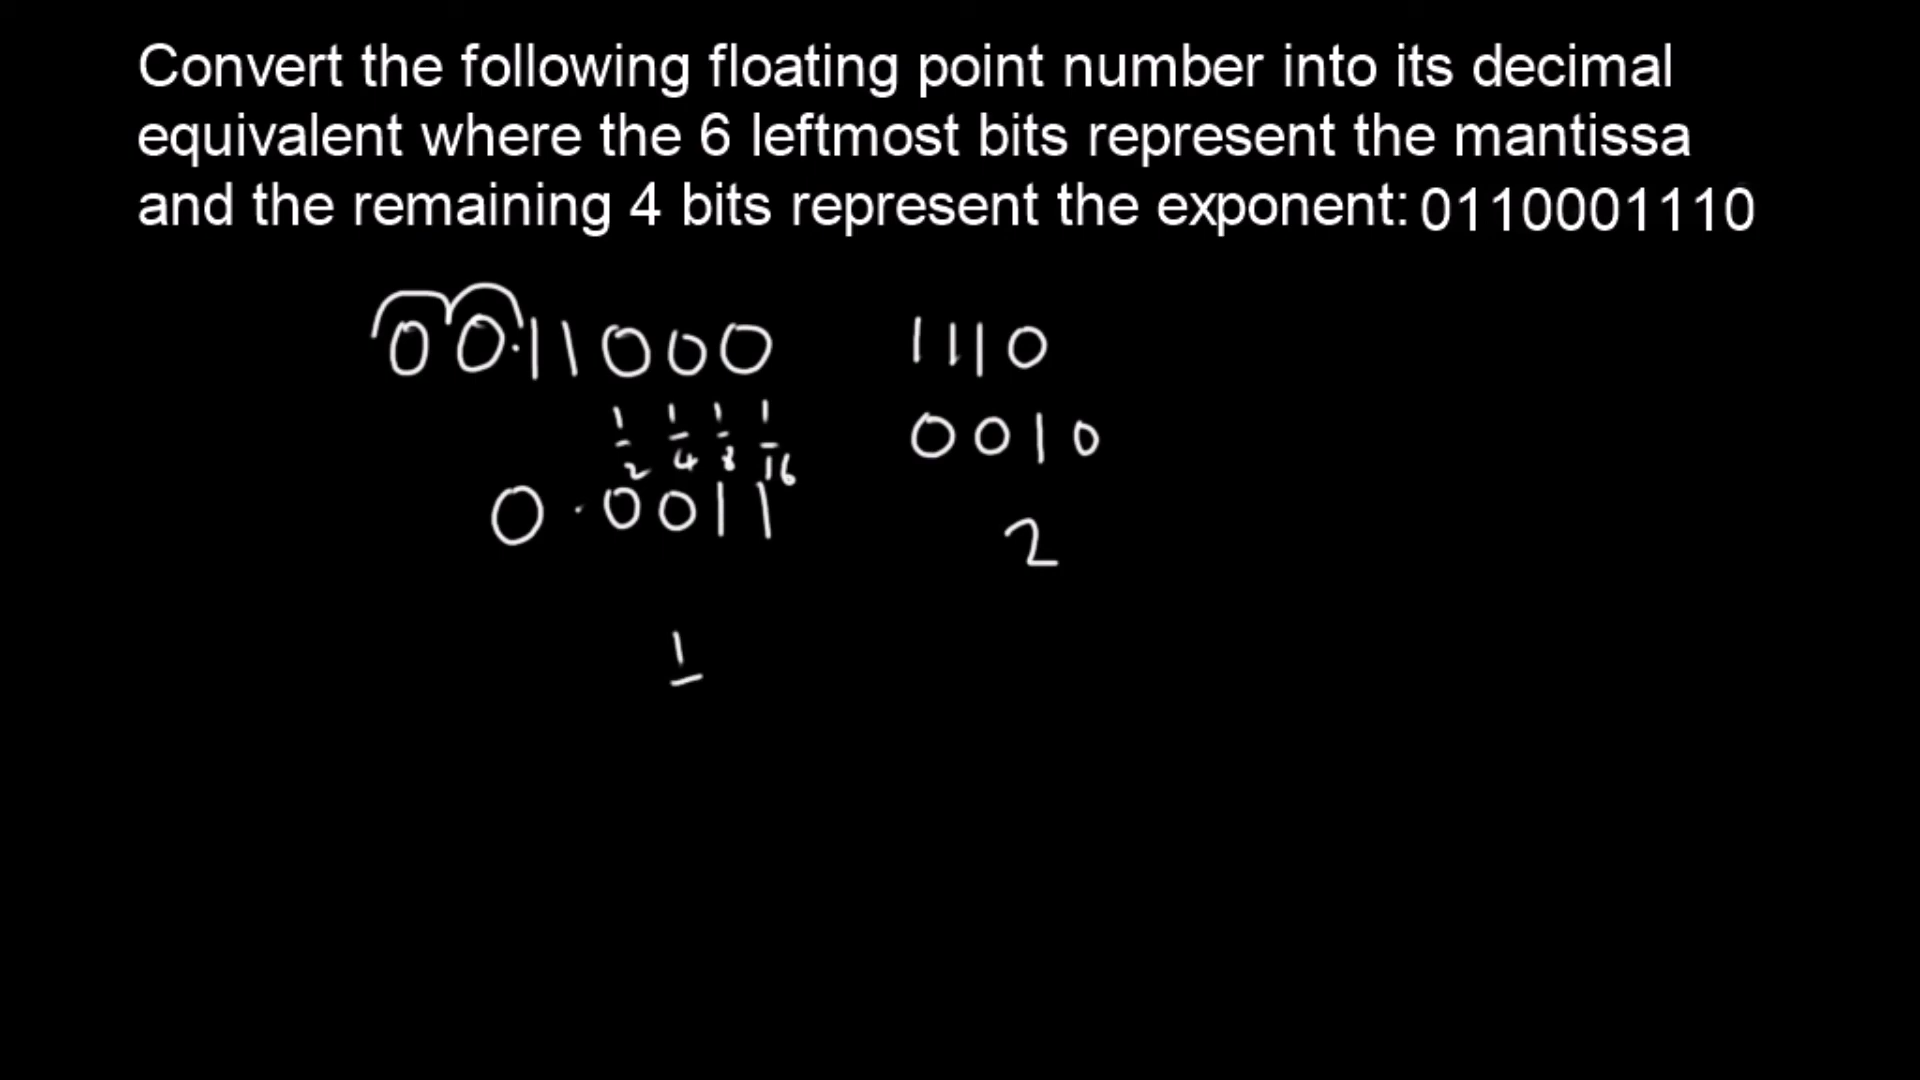 Convert the following floating point number into its decimal
equivalent where the 6 leftmost bits represent the mantissa
and the remaining 4 bits represent the exponent: 0110001110
00.11000 1110
1/2 1/4 1/8 1/16 0010
0.0011 2
1